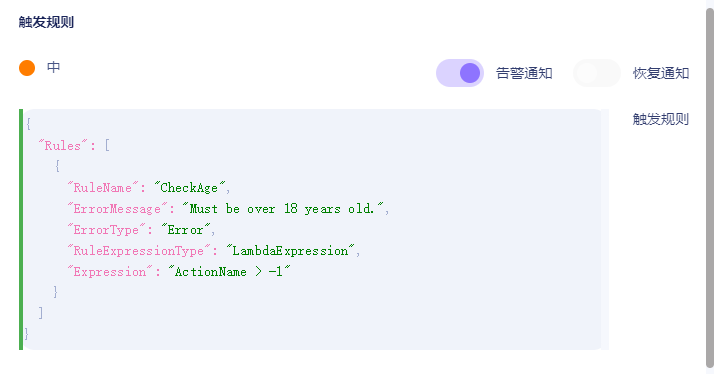 触发规则
中 告警通知 恢复通知
触发规则
{
"Rules": [
{
"RuleName": "CheckAge",
"ErrorMessage": "Must be over 18 years old.",
"ErrorType": "Error",
"RuleExpressionType": "LambdaExpression",
"Expression": "ActionName > -1"
}
]
}